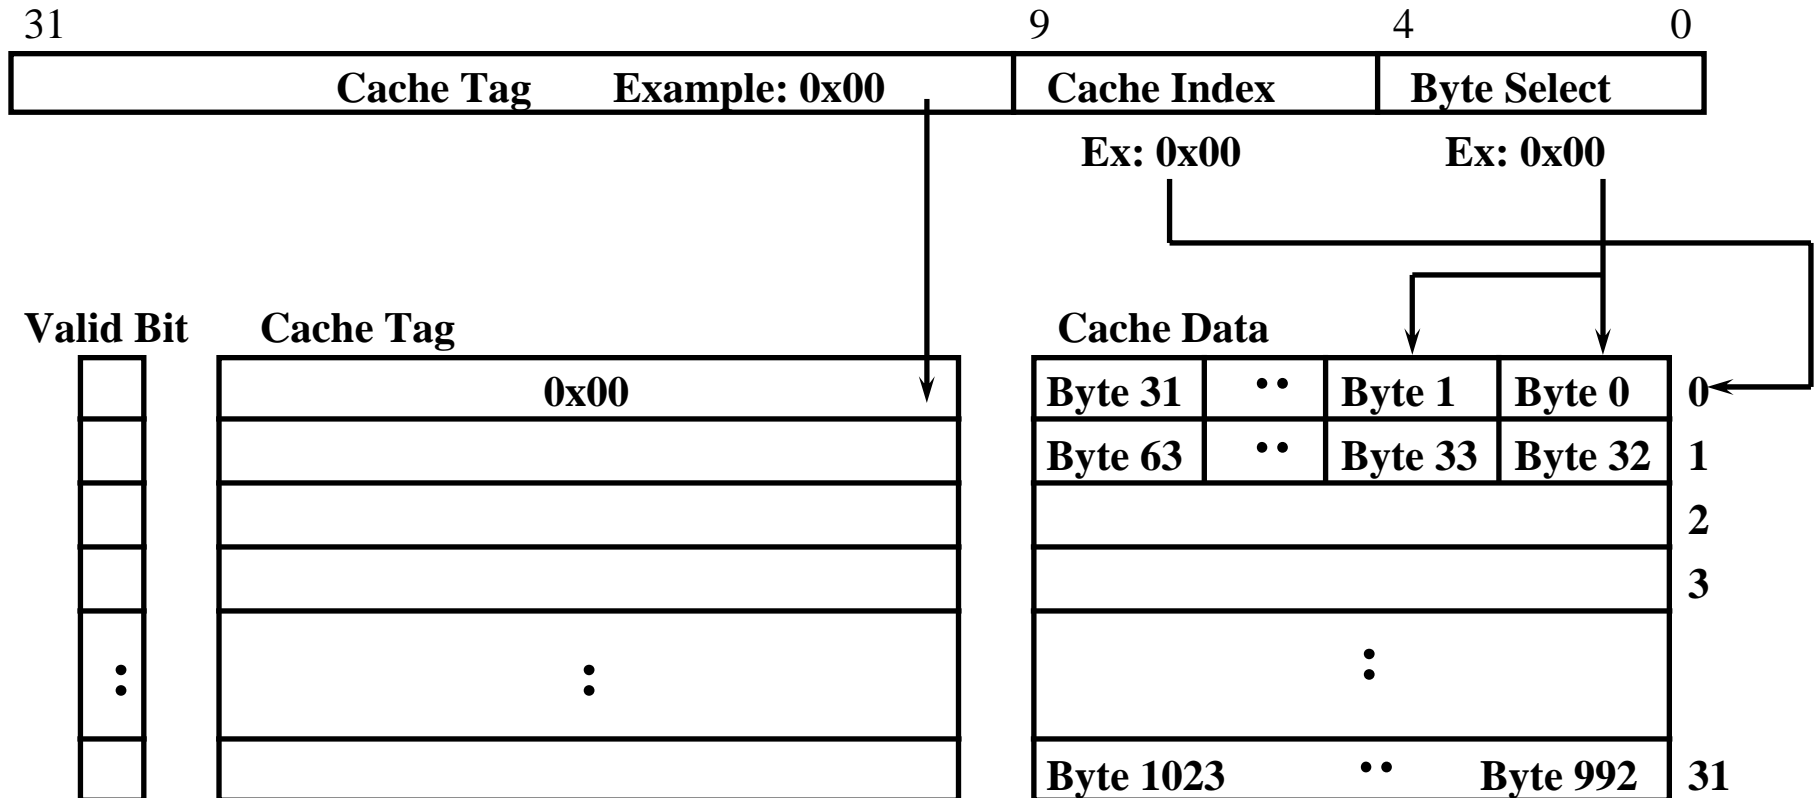 31 9 4 0
Cache Tag Example: 0x00 Cache Index Byte Select
Ex: 0x00 Ex: 0x00
Valid Bit Cache Tag Cache Data
0x00 Byte 31 •• Byte 1 Byte 0 0
Byte 63 •• Byte 33 Byte 32 1
2
3
: : :
Byte 1023 •• Byte 992 31